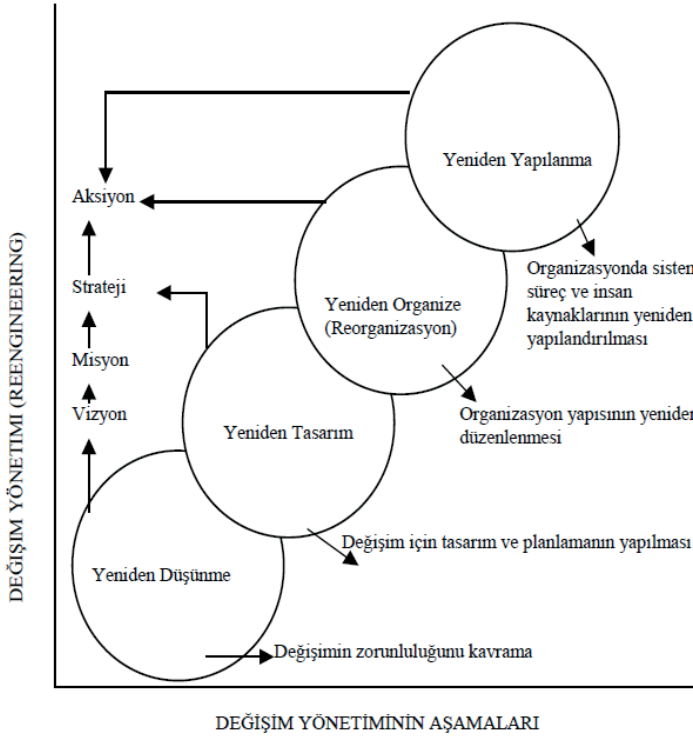 Yeniden Yapılanma
Aksiyon
Organizasyonda sistem
süreç ve insan
kaynaklarının yeniden
yapılandırılması
Strateji
Yeniden Organize
(Reorganizasyon)
Misyon
Vizyon
Organizasyon yapısının yeniden
düzenlenmesi
Yeniden Tasarım
Değişim için tasarım ve planlamanın yapılması
Yeniden Düşünme
Değişimin zorunluluğunu kavrama
DEĞİŞİM YÖNETIMI (REENGINEERING)
DEĞİŞİM YÖNETİMİNİN AŞAMALARI